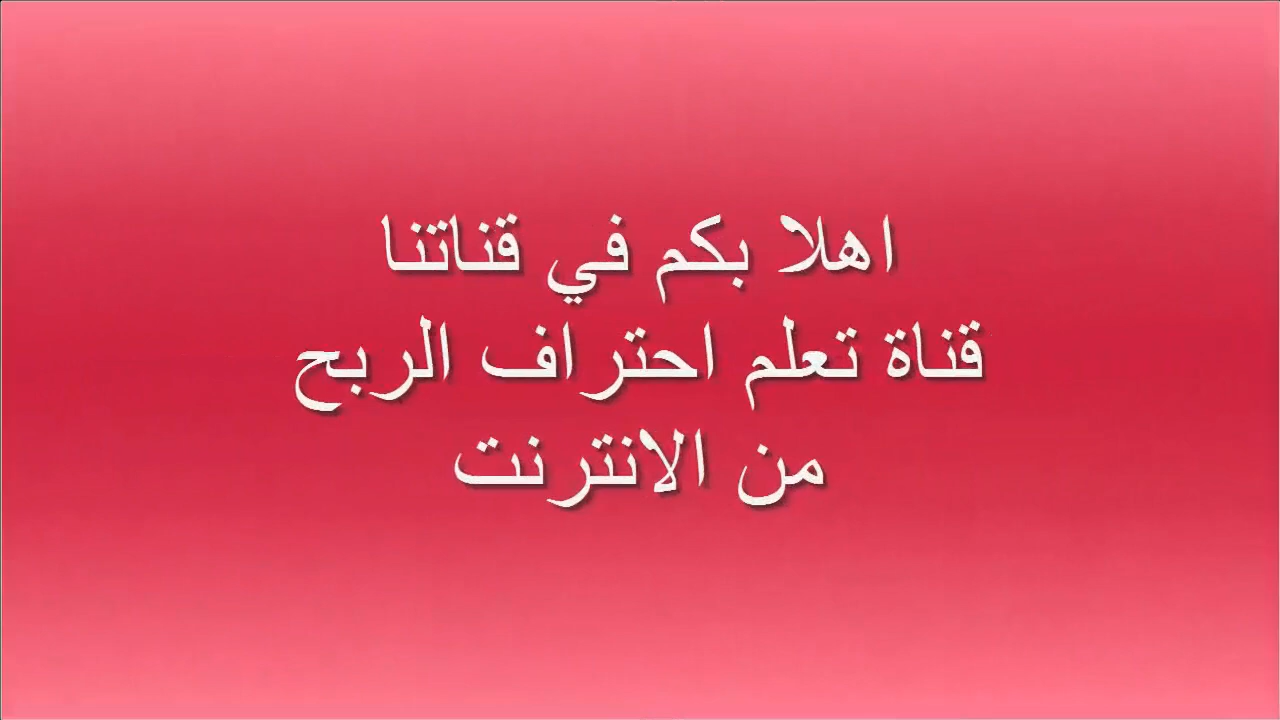 اهلا بكم في قناتنا
قناة تعلم احتراف الربح
من الانترنت